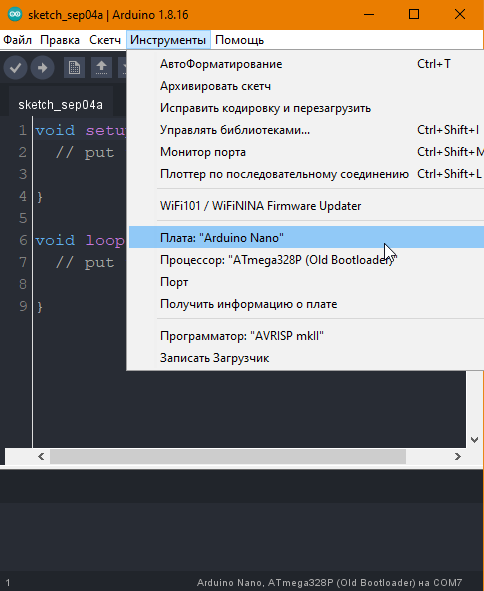 sketch_sep04a | Arduino 1.8.16
Файл Правка Скетч Инструменты Помощь
АвтоФорматирование Ctrl+T
Архивировать скетч
Исправить кодировку и перезагрузить
Управлять библиотеками... Ctrl+Shift+I
Монитор порта Ctrl+Shift+M
Плоттер по последовательному соединению Ctrl+Shift+L
WiFi101 / WiFiNINA Firmware Updater
Плата: "Arduino Nano"
Процессор: "ATmega328P (Old Bootloader)"
Порт
Получить информацию о плате
Программатор: "AVRISP mkII"
Записать Загрузчик
sketch_sep04a
1 void setu
2 // put
3
4 }
5
6 void loop
7 // put
8
9 }
1 Arduino Nano, ATmega328P (Old Bootloader) на COM7